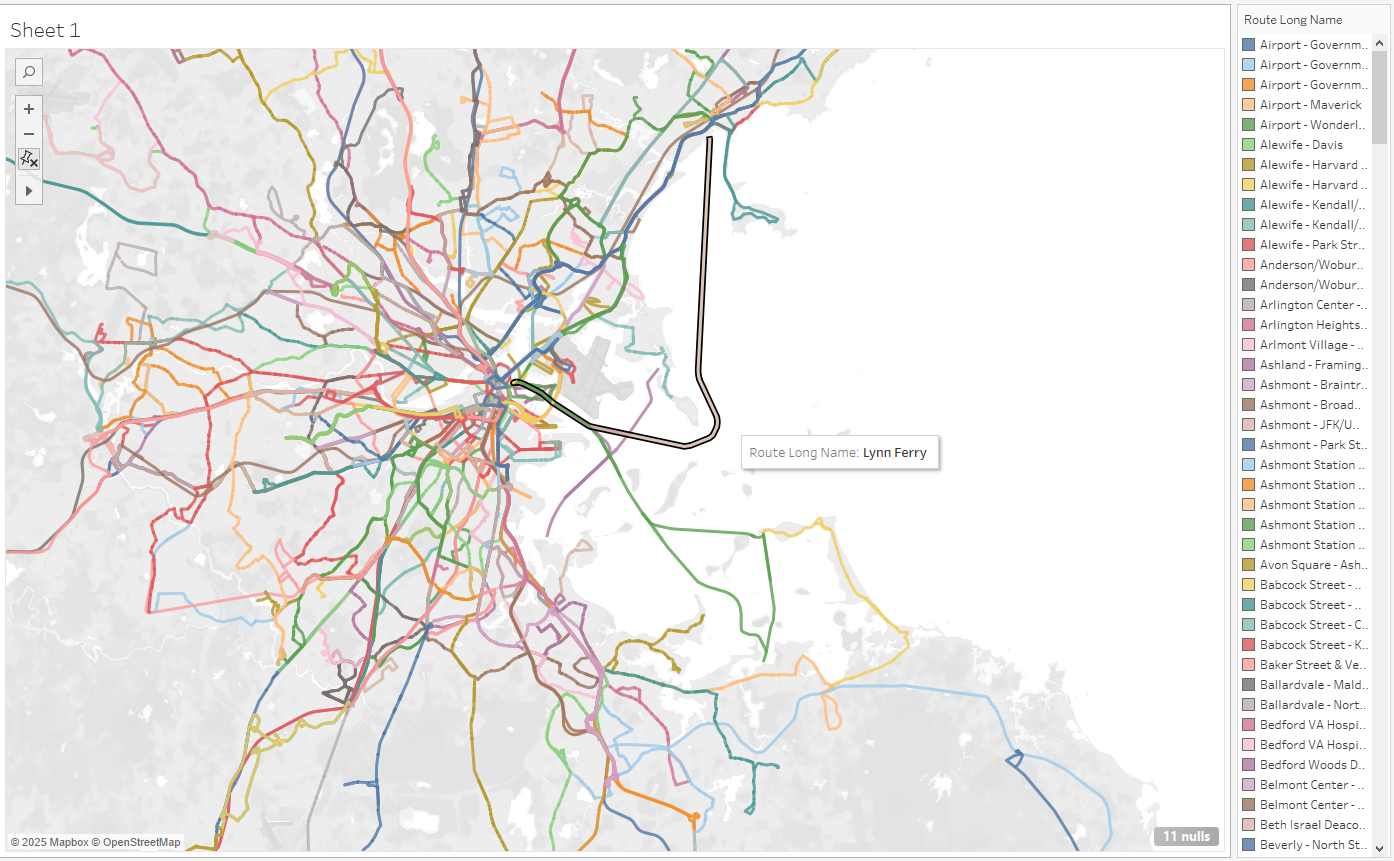 Sheet 1
Route Long Name
Airport - Governm..
Airport - Governm..
Airport - Governm..
Airport - Maverick
Airport - Wonderl..
Alewife - Davis
Alewife - Harvard ..
Alewife - Harvard ..
Alewife - Kendall/..
Alewife - Kendall/..
Alewife - Park Str..
Anderson/Wobur..
Anderson/Wobur..
Arlington Center -..
Arlington Heights..
Arlmont Village - ..
Ashland - Framing..
Ashmont - Braintr..
Ashmont - Broad..
Ashmont - JFK/U..
Ashmont - Park St..
Ashmont Station ..
Ashmont Station ..
Ashmont Station ..
Ashmont Station ..
Ashmont Station ..
Avon Square - Ash..
Babcock Street - ..
Babcock Street - ..
Babcock Street - C..
Babcock Street - K..
Baker Street & Ve..
Ballardvale - Mald..
Ballardvale - Nort..
Bedford VA Hospi..
Bedford VA Hospi..
Bedford Woods D..
Belmont Center - ..
Belmont Center - ..
Beth Israel Deaco..
Beverly - North St..
Route Long Name: Lynn Ferry
© 2025 Mapbox © OpenStreetMap
11 nulls